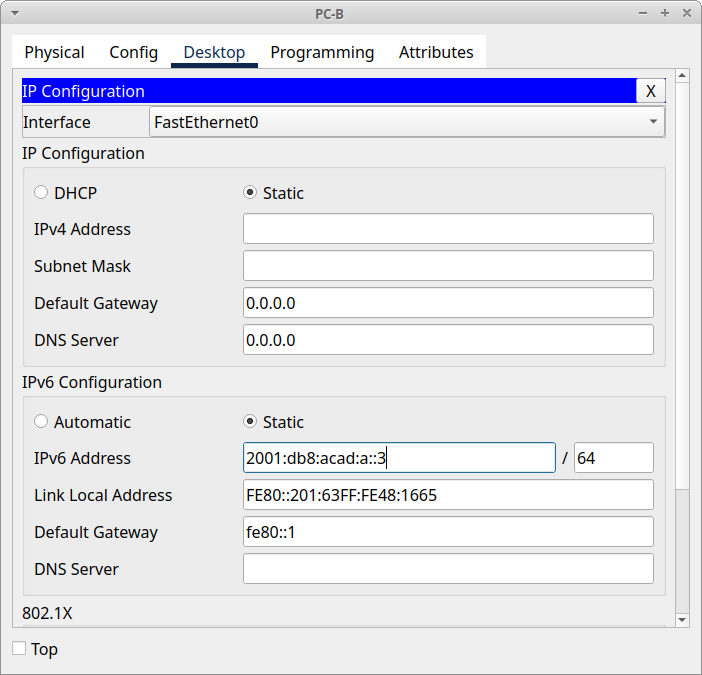 PC-B
Physical Config Desktop Programming Attributes
IP Configuration X
Interface FastEthernet0
IP Configuration
DHCP Static
IPv4 Address
Subnet Mask
Default Gateway 0.0.0.0
DNS Server 0.0.0.0
IPv6 Configuration
Automatic Static
IPv6 Address 2001:db8:acad:a::3 / 64
Link Local Address FE80::201:63FF:FE48:1665
Default Gateway fe80::1
DNS Server
802.1X
Top